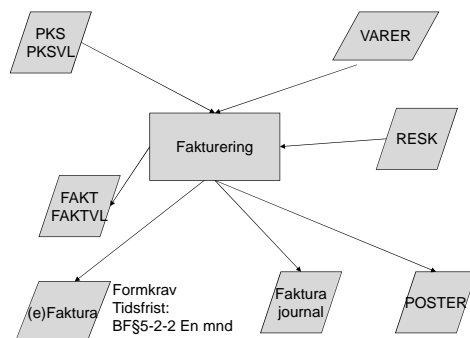 PKS
PKSVL
VARER
Fakturering
RESK
FAKT
FAKTVL
(e)Faktura
Formkrav
Tidsfrist:
BF§5-2-2 En mnd
Faktura
journal
POSTER